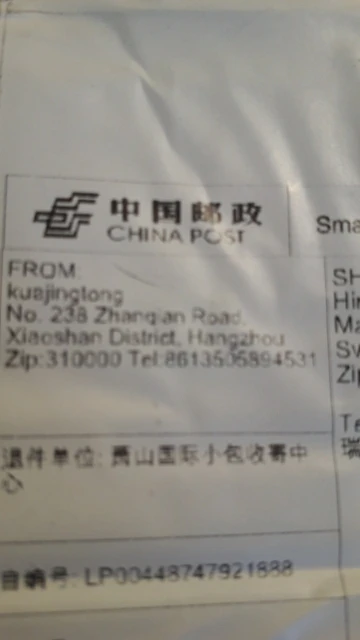 中国邮政
CHINA POST
Sma
FROM
kuajingtong
No. 238 Zhanqian Road,
Xiaoshan District, Hangzhou
Zip:310000 Tel:8613505894531
SH
Hi
Ma
Sv
Zip
Te
瑞
退件单位: 萧山国际小包收寄中
心
自编号: LP00448747921888